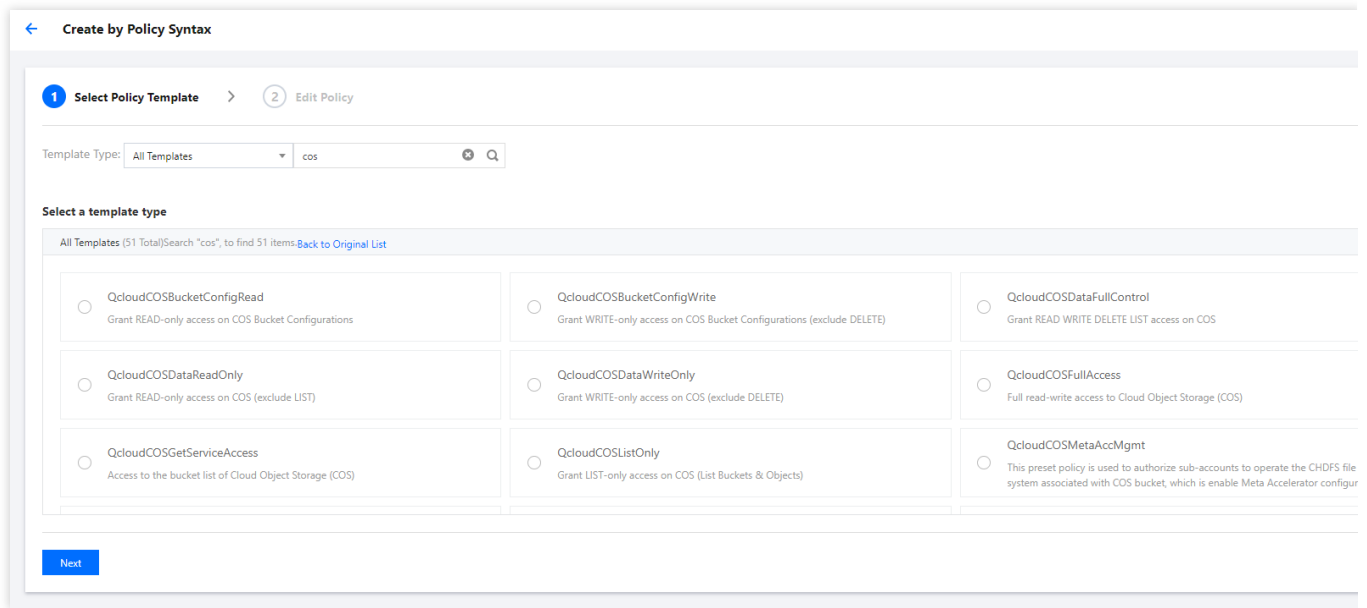 Create by Policy Syntax
1 Select Policy Template > 2 Edit Policy
Template Type: All Templates cos
Select a template type
All Templates (51 Total)Search "cos", to find 51 items.Back to Original List
QcloudCOSBucketConfigRead
Grant READ-only access on COS Bucket Configurations
QcloudCOSBucketConfigWrite
Grant WRITE-only access on COS Bucket Configurations (exclude DELETE)
QcloudCOSDataFullControl
Grant READ WRITE DELETE LIST access on COS
QcloudCOSDataReadOnly
Grant READ-only access on COS (exclude LIST)
QcloudCOSDataWriteOnly
Grant WRITE-only access on COS (exclude DELETE)
QcloudCOSFullAccess
Full read-write access to Cloud Object Storage (COS)
QcloudCOSGetServiceAccess
Access to the bucket list of Cloud Object Storage (COS)
QcloudCOSListOnly
Grant LIST-only access on COS (List Buckets & Objects)
QcloudCOSMetaAccMgmt
This preset policy is used to authorize sub-accounts to operate the CHDFS file
system associated with COS bucket, which is enable Meta Accelerator configur
Next